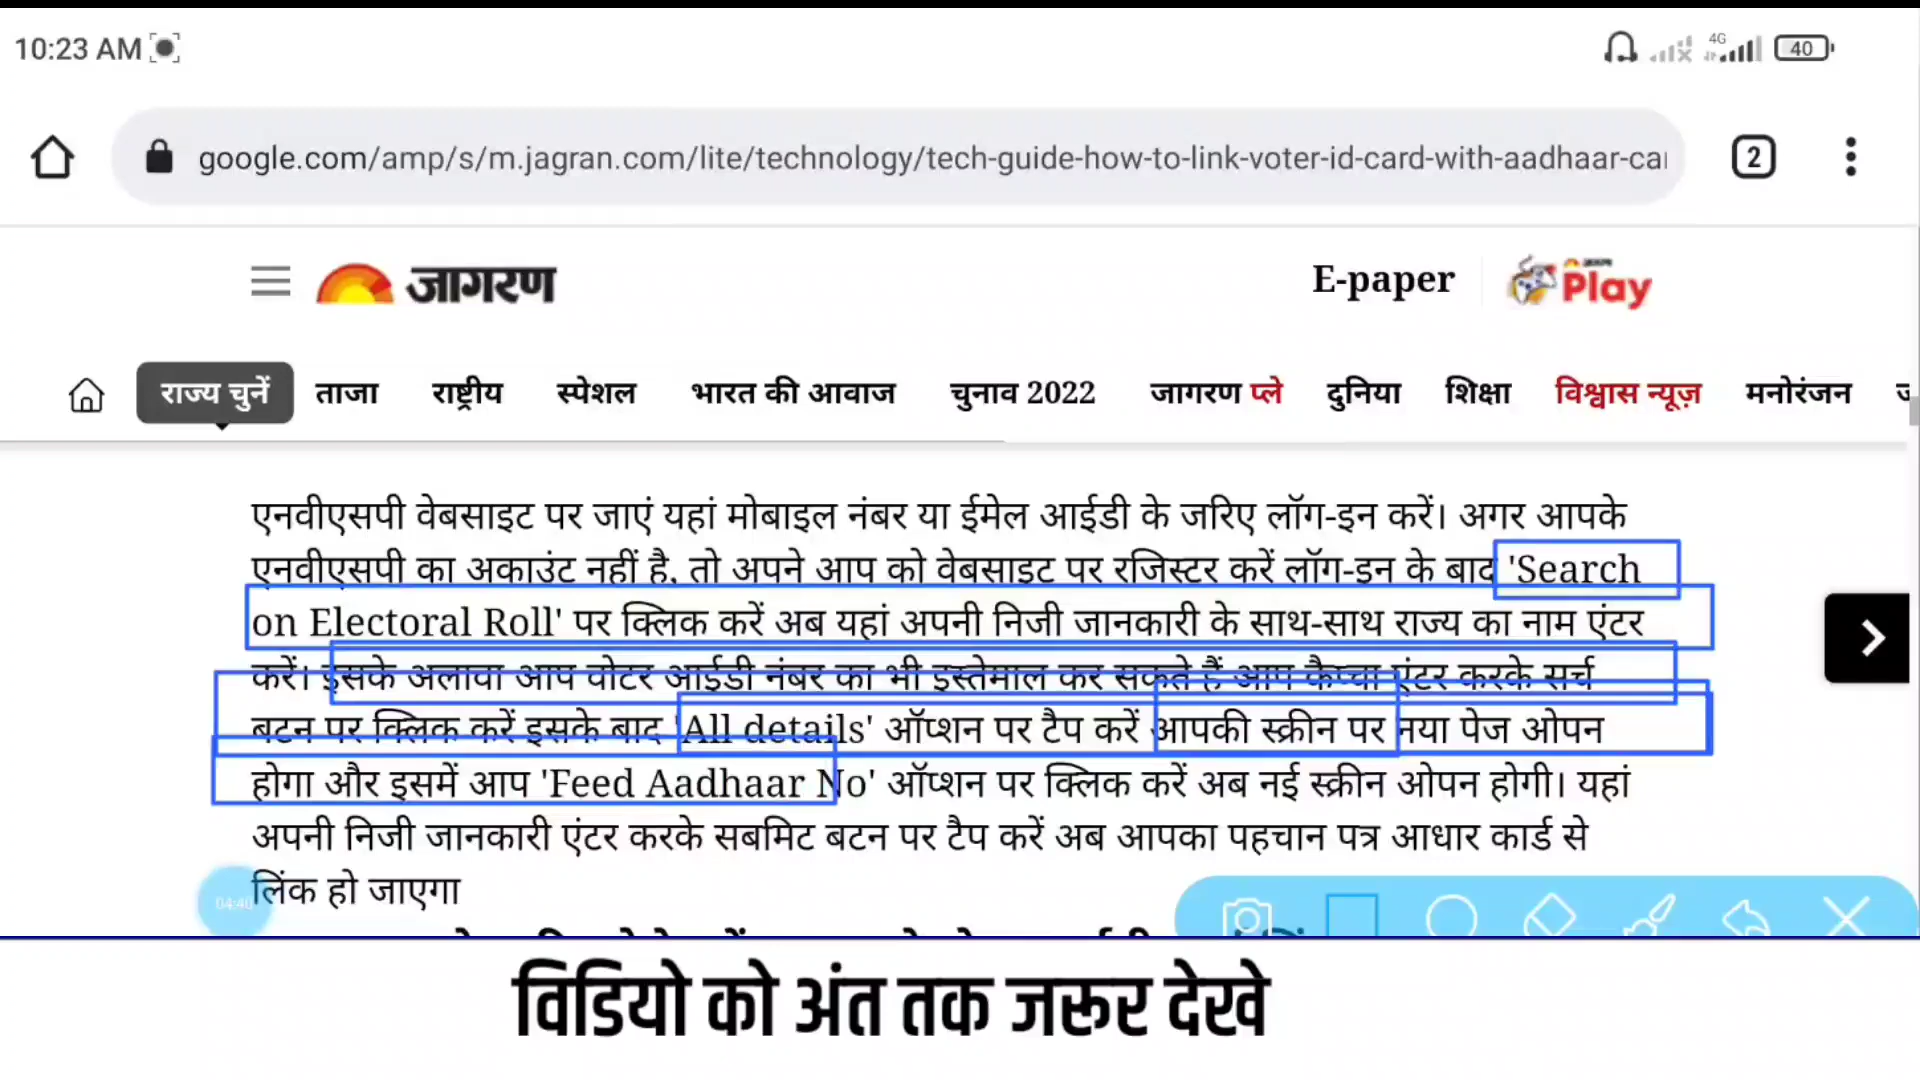 10:23 AM
4G
40
google.com/amp/s/m.jagran.com/lite/technology/tech-guide-how-to-link-voter-id-card-with-aadhaar-car
2
जागरण
E-paper
Play
राज्य चुनें ताजा राष्ट्रीय स्पेशल भारत की आवाज चुनाव 2022 जागरण प्ले दुनिया शिक्षा विश्वास न्यूज़ मनोरंजन
एनवीएसपी वेबसाइट पर जाएं यहां मोबाइल नंबर या ईमेल आईडी के जरिए लॉग-इन करें। अगर आपके
एनवीएसपी का अकाउंट नहीं है, तो अपने आप को वेबसाइट पर रजिस्टर करें लॉग-इन के बाद 'Search
on Electoral Roll' पर क्लिक करें अब यहां अपनी निजी जानकारी के साथ-साथ राज्य का नाम एंटर
करें। इसके अलावा आप वोटर आईडी नंबर का भी इस्तेमाल कर सकते हैं आप कैप्चा एंटर करके सर्च
बटन पर क्लिक करें इसके बाद 'All details' ऑप्शन पर टैप करें आपकी स्क्रीन पर नया पेज ओपन
होगा और इसमें आप 'Feed Aadhaar No' ऑप्शन पर क्लिक करें अब नई स्क्रीन ओपन होगी। यहां
अपनी निजी जानकारी एंटर करके सबमिट बटन पर टैप करें अब आपका पहचान पत्र आधार कार्ड से
लिंक हो जाएगा
04:40
विडियो को अंत तक जरूर देखे